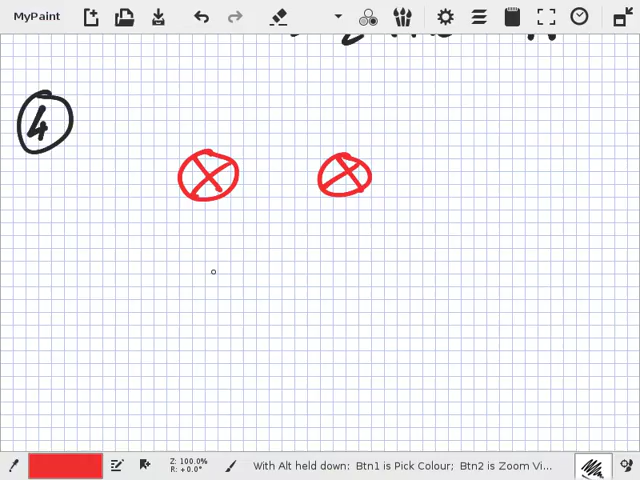 MyPaint
4
Z: 100.0%
R: +0.0°
With Alt held down: Btn1 is Pick Colour; Btn2 is Zoom Vi...